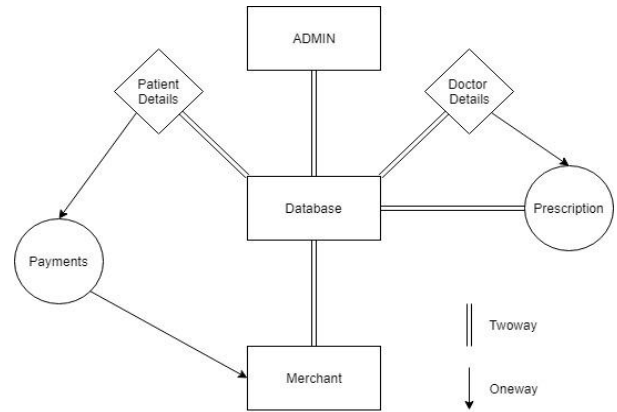 ADMIN
Patient
Details
Doctor
Details
Database
Prescription
Payments
Twoway
Merchant
Oneway